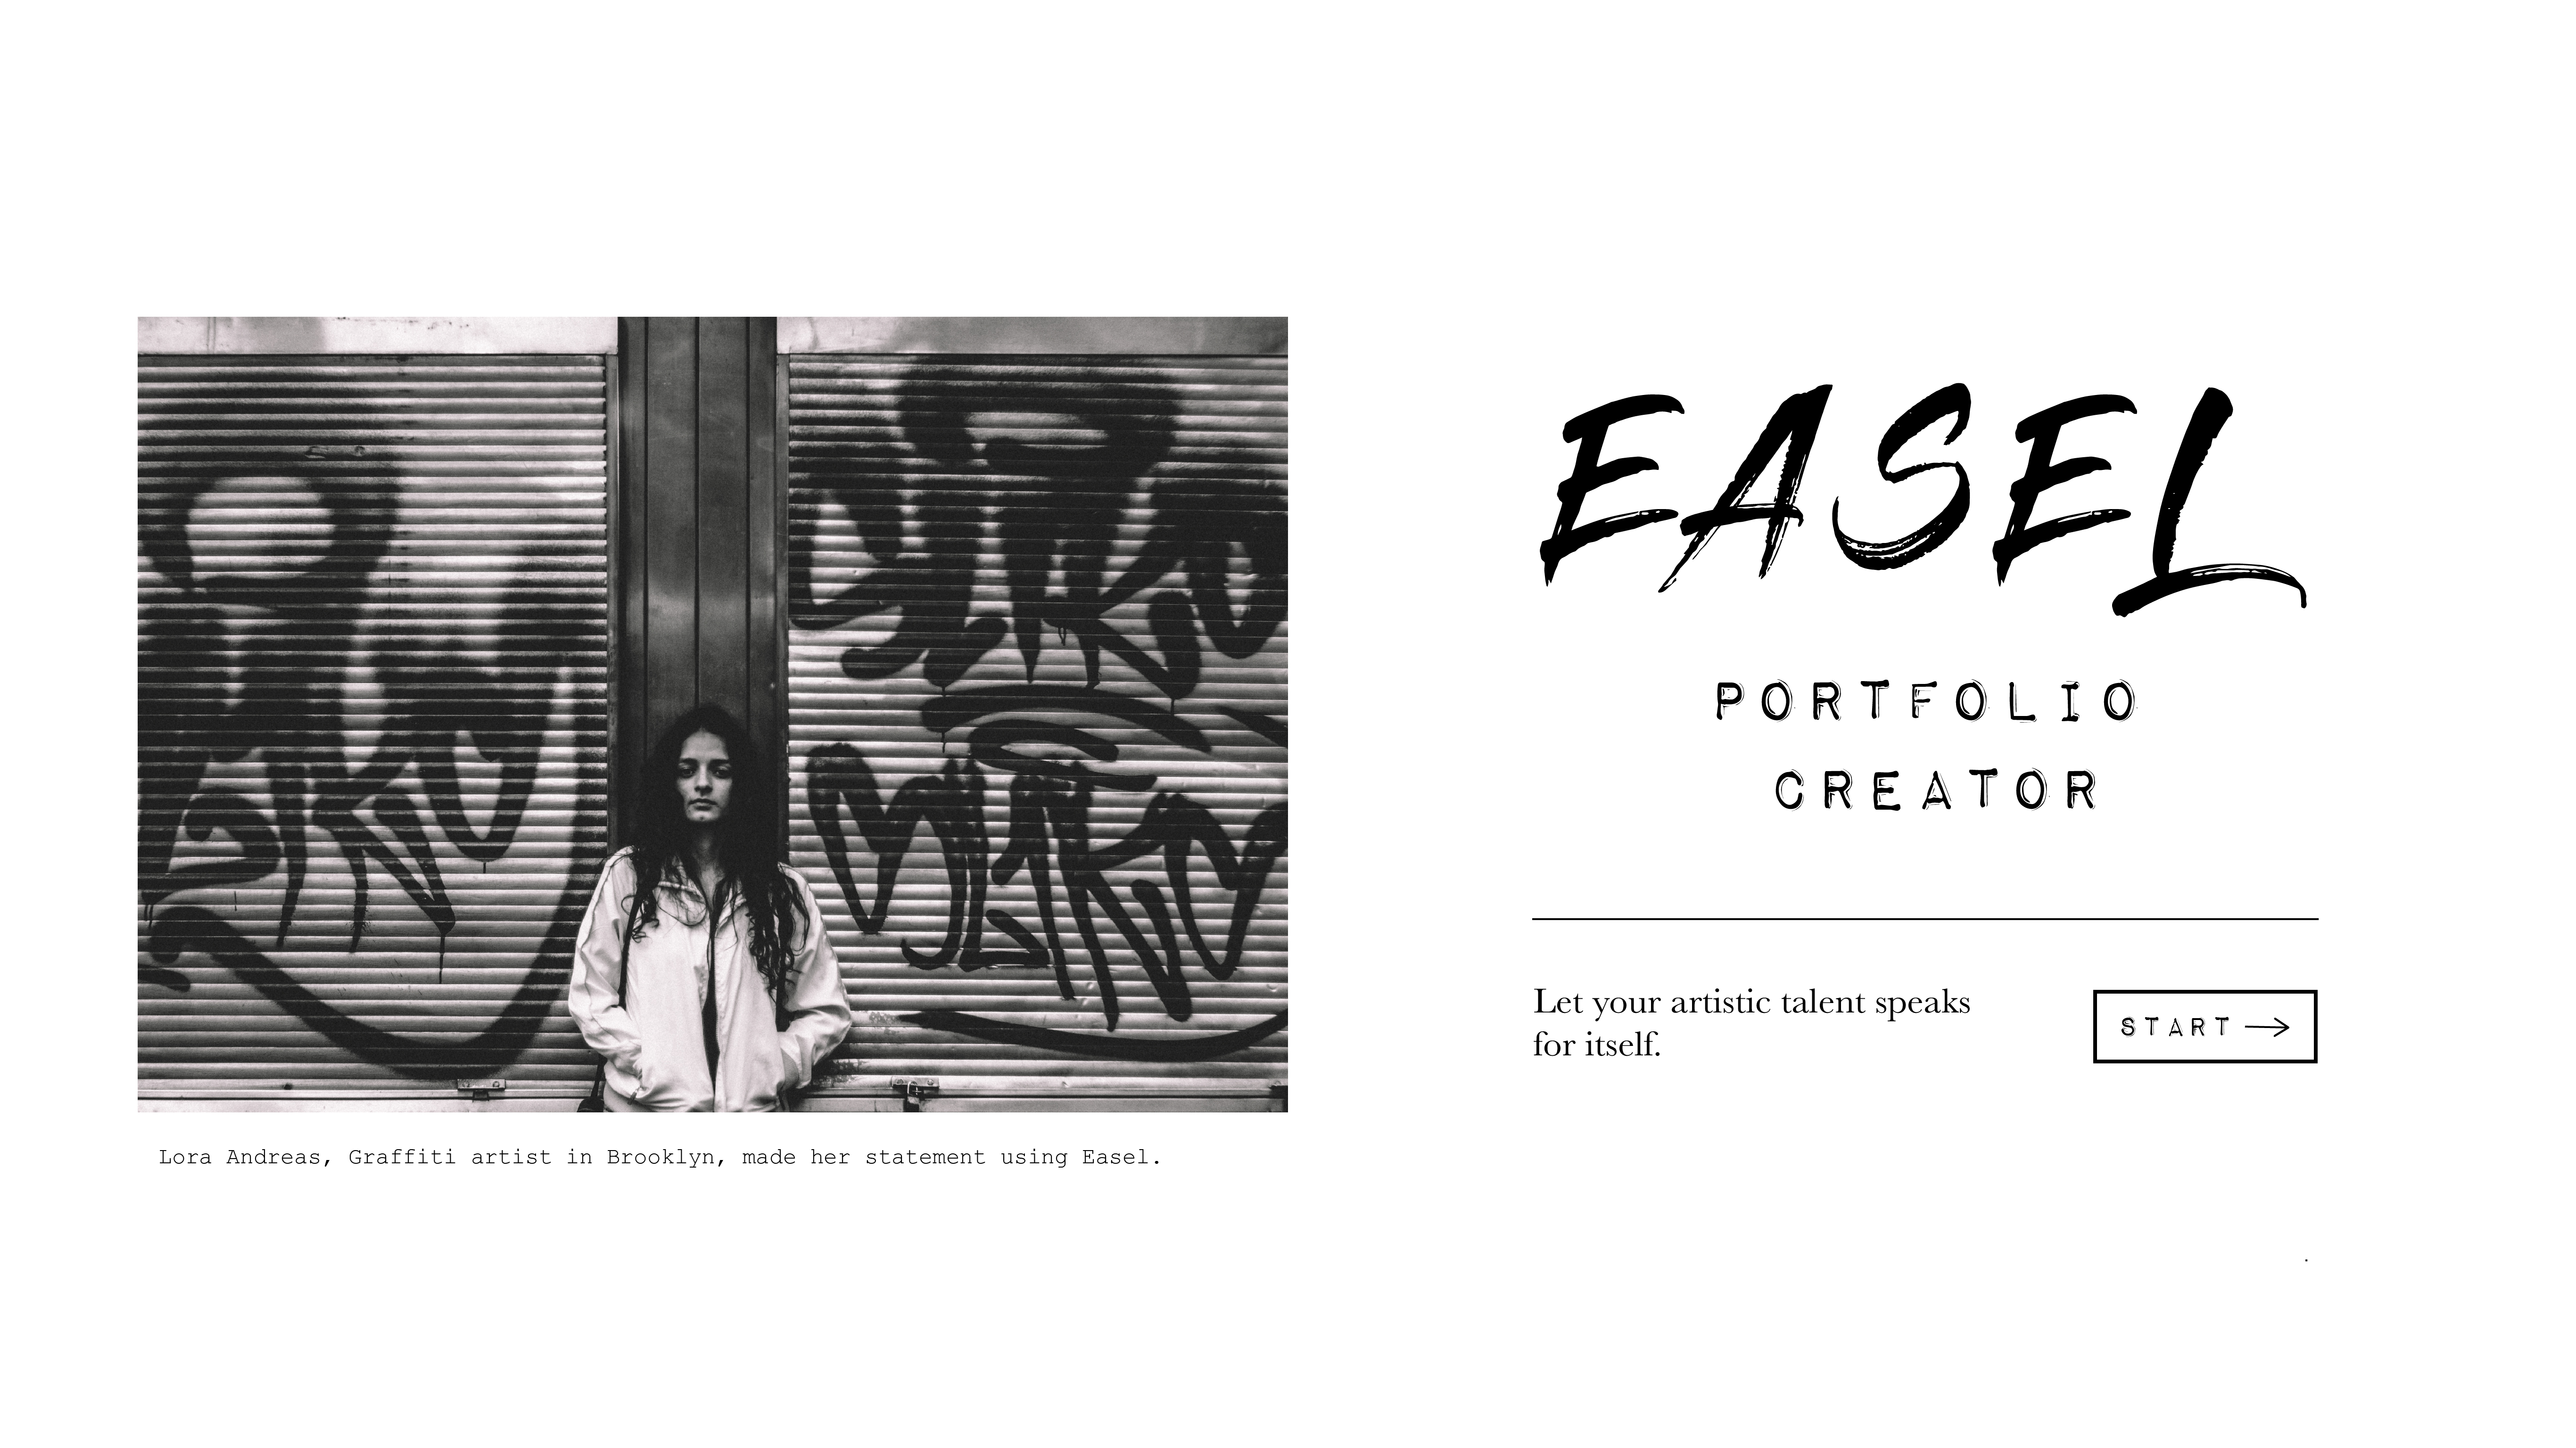 EASEL
PORTFOLIO
CREATOR
Let your artistic talent speaks
for itself.
START →
Lora Andreas, Graffiti artist in Brooklyn, made her statement using Easel.